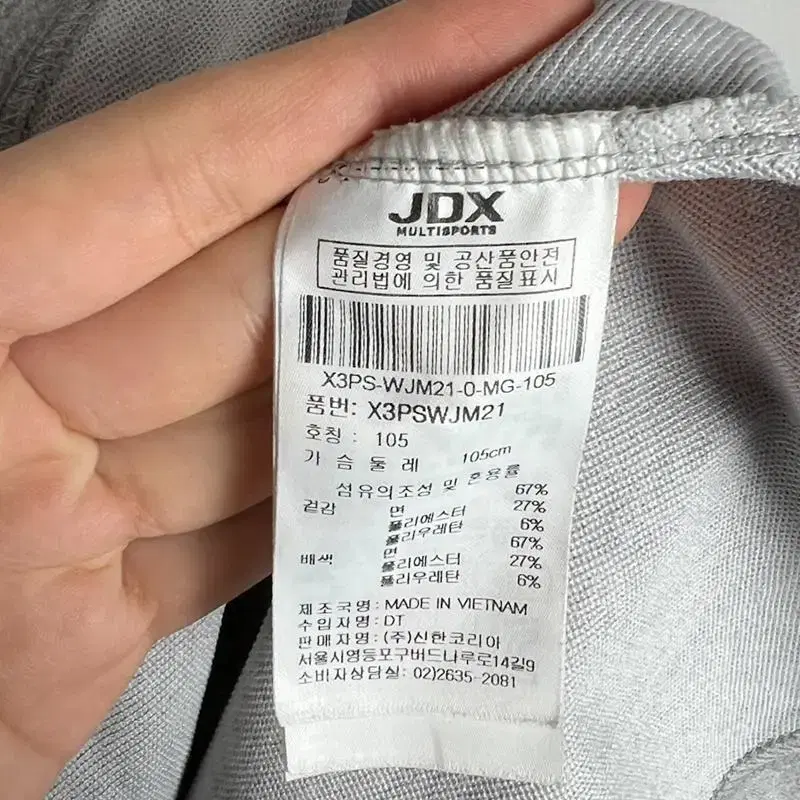 JDX
MULTISPORTS
품질경영 및 공산품안전
관리법에 의한 품질표시
X3PS-WJM21-0-MG-105
품번: X3PSWJM21
호칭 : 105
가 슴 둘 레 105cm
섬유의조성 및 혼용률
겉감 면 67%
폴리에스터 27%
폴리우레탄 6%
배색 면 67%
폴리에스터 27%
폴리우레탄 6%
제조국명 : MADE IN VIETNAM
수입자명 : DT
판매자명 : (주)신한코리아
서울시영등포구버드나루로14길9
소비자상담실: 02)2635-2081